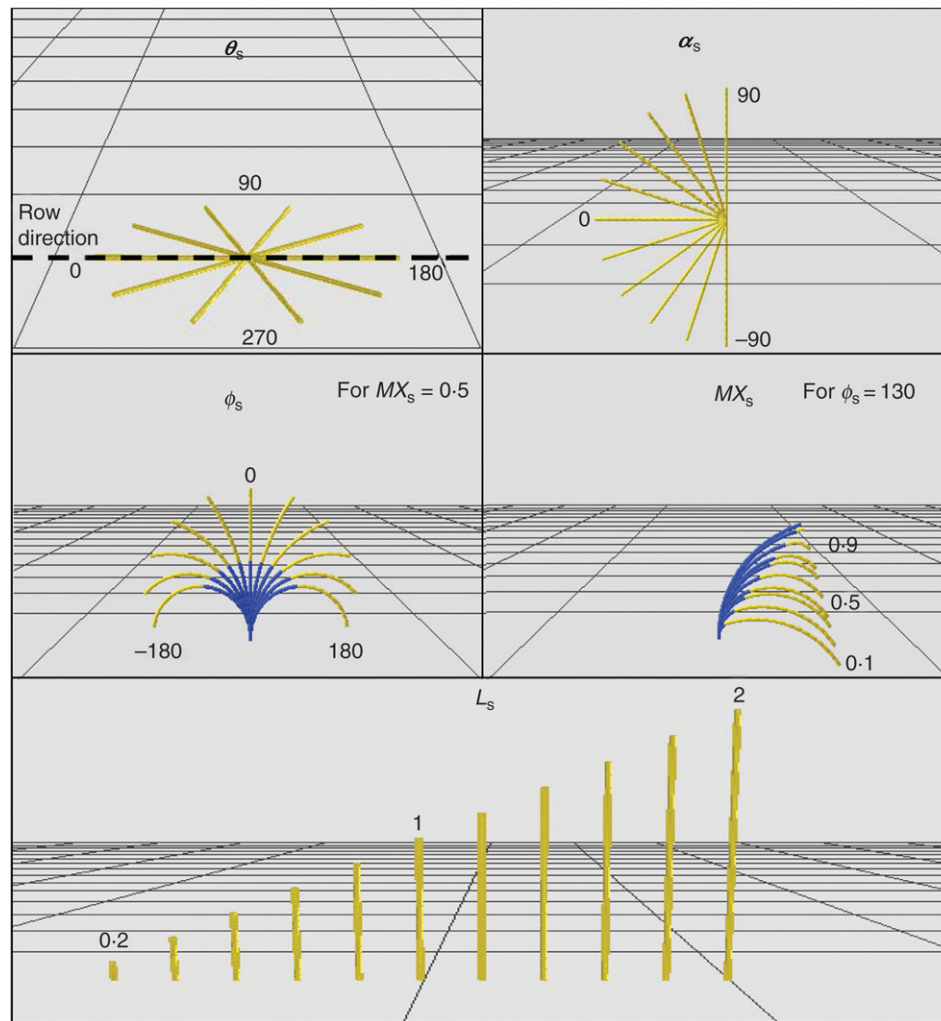 θs
90
Row
direction
0
180
270
αs
90
0
–90
ϕs
For MXs = 0·5
0
–180
180
MXs
For ϕs = 130
0·9
0·5
0·1
Ls
2
1
0·2